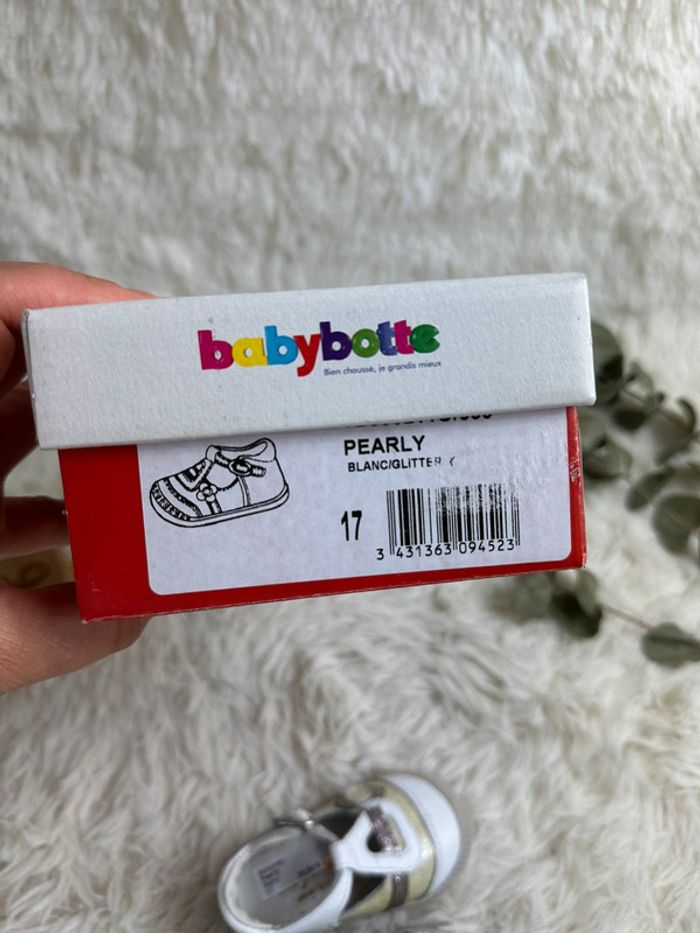 babybotte
Bien chaussé, je grandis mieux
PEARLY
BLANC/GLITTER
17
3 431363 094523